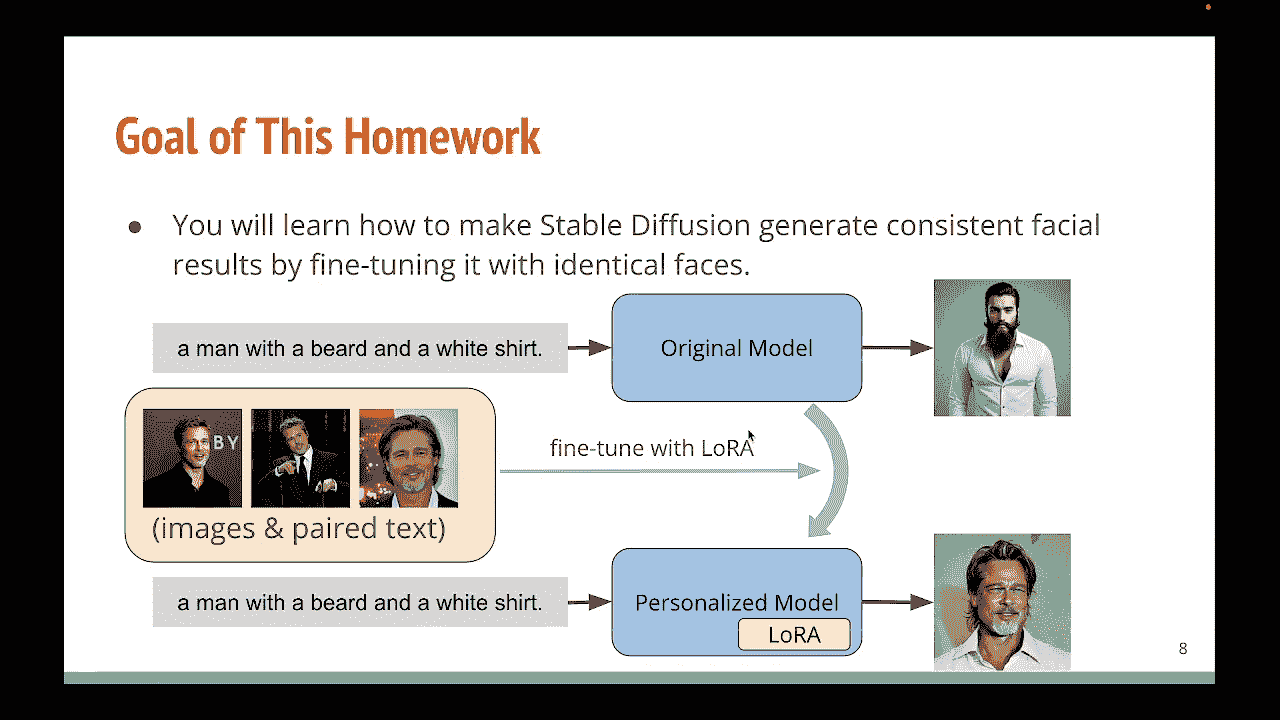 Goal of This Homework
● You will learn how to make Stable Diffusion generate consistent facial
results by fine-tuning it with identical faces.
a man with a beard and a white shirt.
Original Model
BY
(images & paired text)
fine-tune with LoRA
a man with a beard and a white shirt.
Personalized Model
LoRA
8